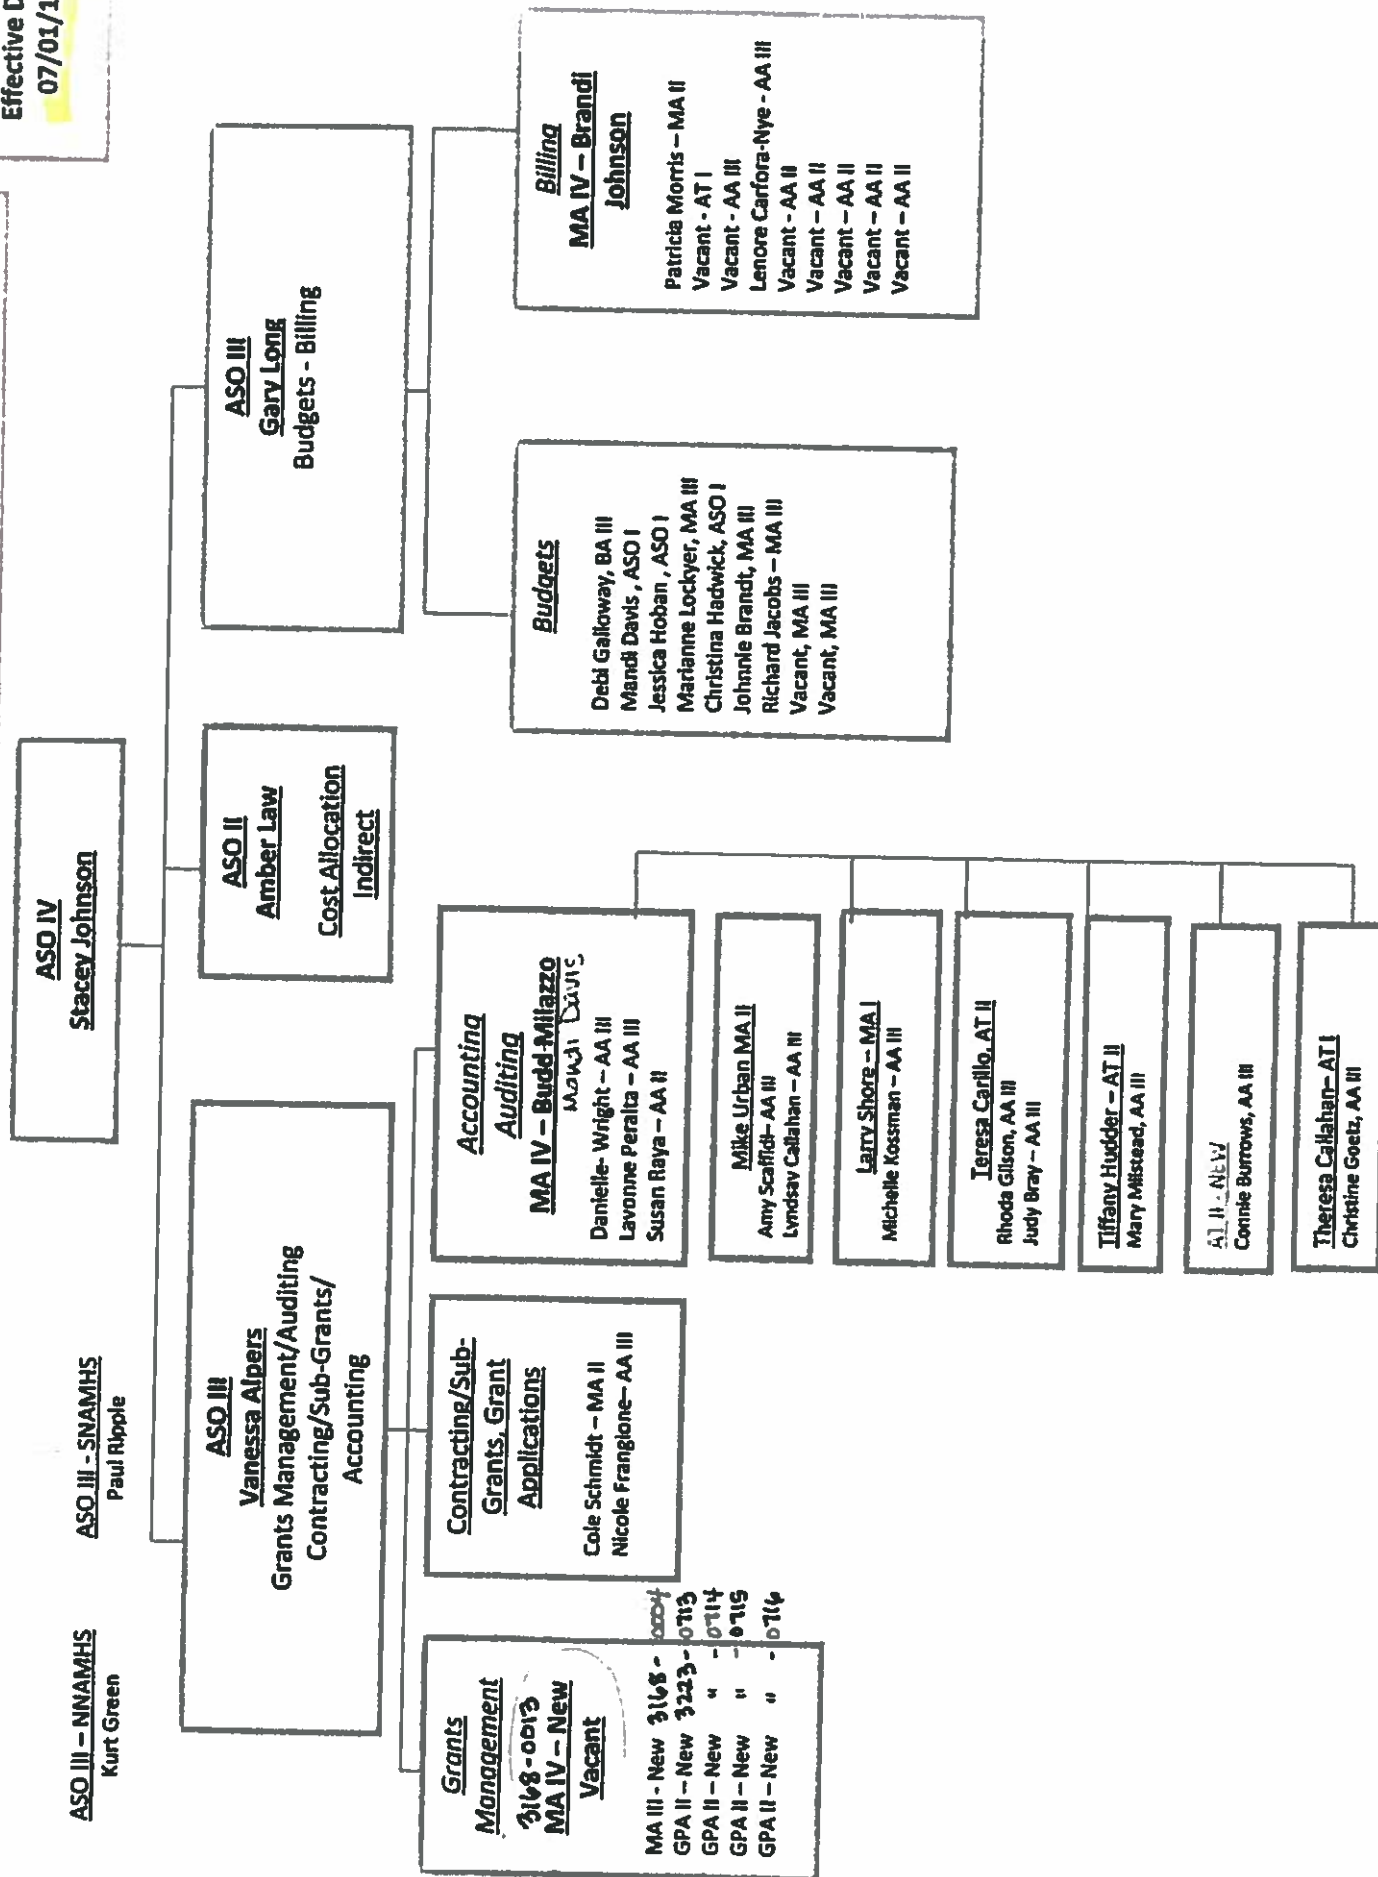 Effective D
07/01/1
ASO III – NNAMHS
Kurt Green
ASO III - SNAMHS
Paul Ripple
ASO IV
Stacey Johnson
ASO III
Vanessa Alpers
Grants Management/Auditing
Contracting/Sub-Grants/
Accounting
ASO II
Amber Law
Cost Allocation
Indirect
ASO III
Gary Long
Budgets - Billing
Grants
Management
3168-0013
MA IV – New
Vacant
MA III - New 3168-0004
GPA II – New 3223-0713
GPA II – New " - 0714
GPA II – New " - 0715
GPA II – New " - 0716
Contracting/Sub-
Grants, Grant
Applications
Cole Schmidt – MA II
Nicole Frangione– AA III
Accounting
Auditing
MA IV – Budd Milazzo
Mandi Davis
Danielle- Wright – AA III
Lavonne Peralta – AA III
Susan Raya – AA II
Mike Urban MA II
Amy Scaffidi– AA III
Lyndsay Callahan – AA III
Larry Shore – MA I
Michelle Kossman – AA III
Teresa Carillo, AT II
Rhoda Gilson, AA III
Judy Bray – AA III
Tiffany Hudder – AT II
Mary Milstead, AA III
AT II - NEW
Connie Burrows, AA III
Theresa Callahan– AT I
Christine Goetz, AA III
Budgets
Debi Galloway, BA III
Mandi Davis , ASO I
Jessica Hoban , ASO I
Marianne Lockyer, MA III
Christina Hadwick, ASO I
Johnnie Brandt, MA III
Richard Jacobs – MA III
Vacant, MA III
Vacant, MA III
Billing
MA IV – Brandi
Johnson
Patricia Morris – MA II
Vacant - AT I
Vacant - AA III
Lenore Carfora-Nye - AA III
Vacant - AA II
Vacant – AA II
Vacant – AA II
Vacant – AA II
Vacant – AA II